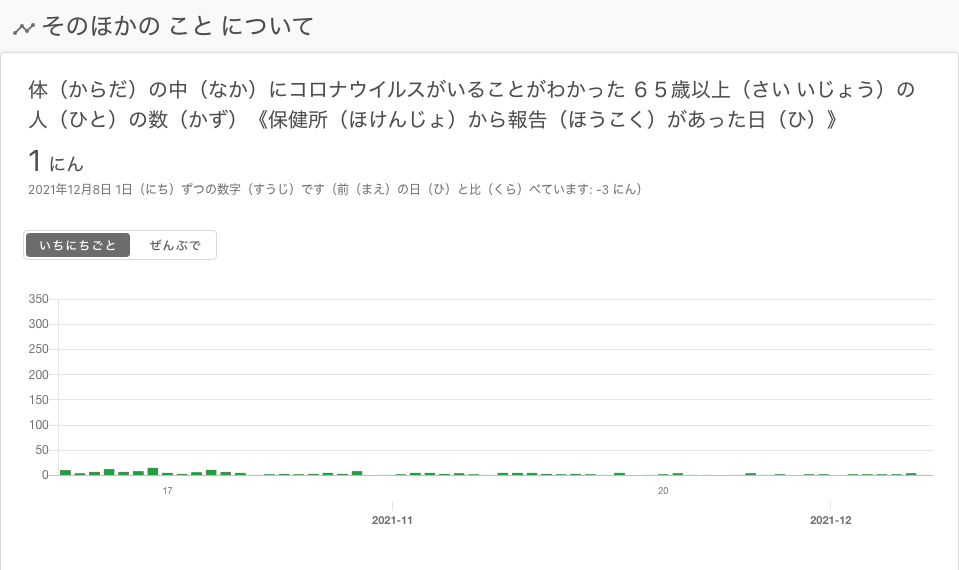 そのほかの こと について
体（からだ）の中（なか）にコロナウイルスがいることがわかった ６５歳以上（さい いじょう）の
人（ひと）の数（かず）《保健所（ほけんじょ）から報告（ほうこく）があった日（ひ）》
1 にん
2021年12月8日 1日（にち）ずつの数字（すうじ）です（前（まえ）の日（ひ）と比（くら）べています: -3 にん）
いちにちごと ぜんぶで
350
300
250
200
150
100
50
0
17 20
2021-11 2021-12